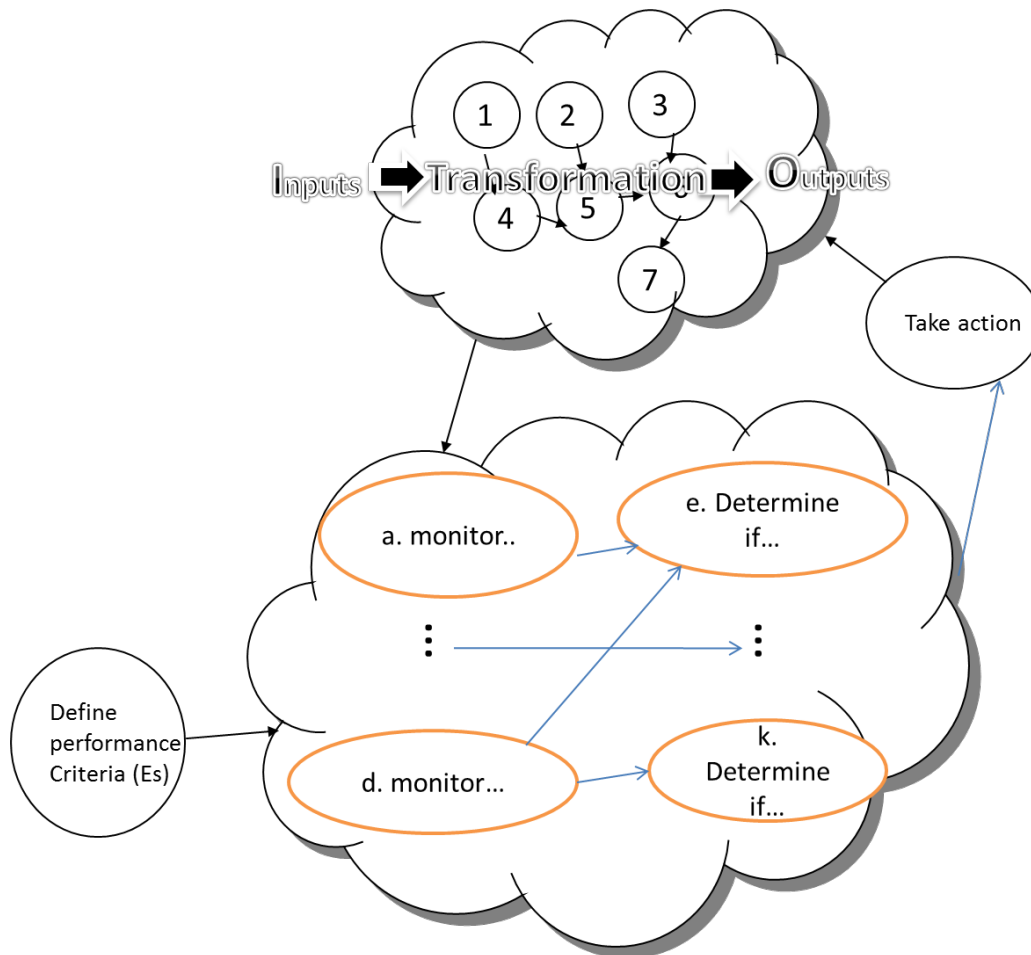 1
2
3
Inputs
Transformation
Outputs
4
5
7
Take action
a. monitor..
e. Determine
if...
⋮
⋮
Define
performance
Criteria (Es)
d. monitor...
k.
Determine
if...